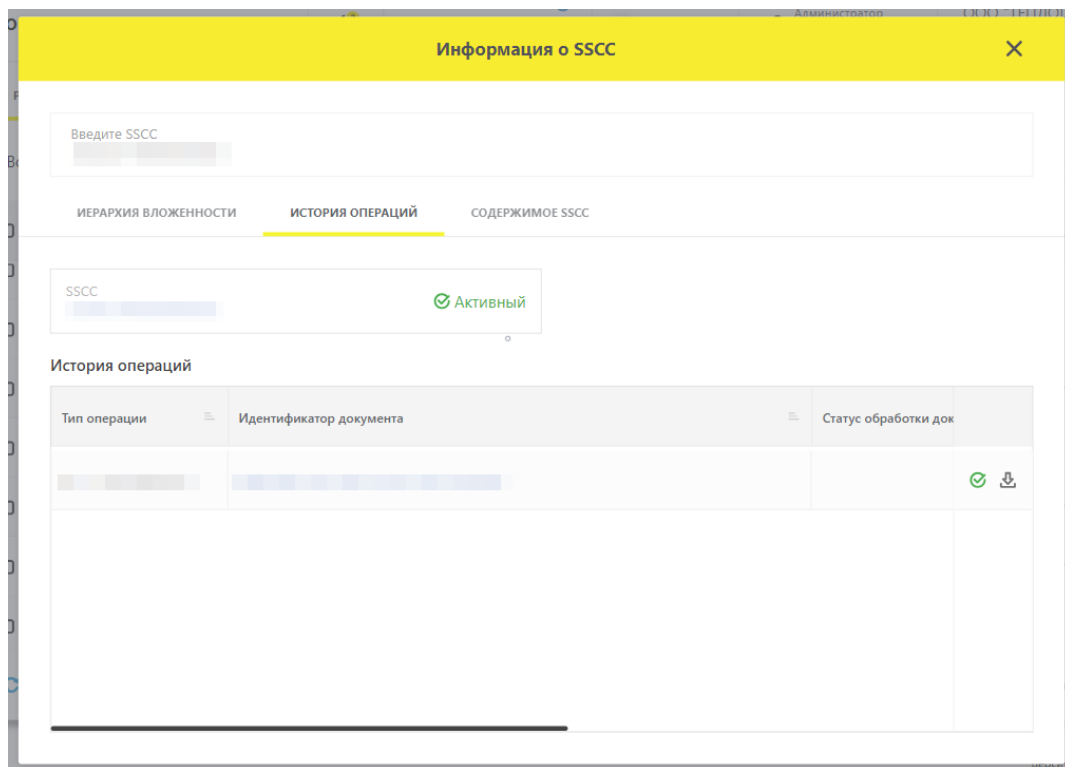 Администратор
Информация о SSCC
Введите SSCC
ИЕРАРХИЯ ВЛОЖЕННОСТИ ИСТОРИЯ ОПЕРАЦИЙ СОДЕРЖИМОЕ SSCC
SSCC
Активный
История операций
Тип операции Идентификатор документа Статус обработки док